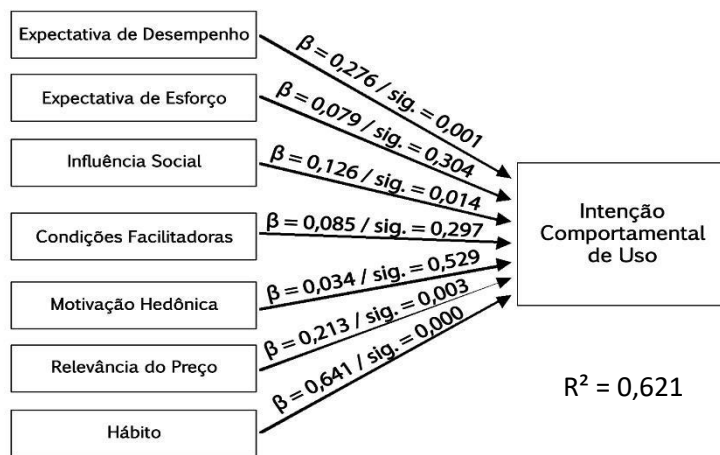 Expectativa de Desempenho
β = 0,276 / sig. = 0,001
Expectativa de Esforço
β = 0,079 / sig. = 0,304
Influência Social
β = 0,126 / sig. = 0,014
Condições Facilitadoras
β = 0,085 / sig. = 0,297
Motivação Hedônica
β = 0,034 / sig. = 0,529
Relevância do Preço
β = 0,213 / sig. = 0,003
Hábito
β = 0,641 / sig. = 0,000
Intenção
Comportamental
de Uso
R² = 0,621